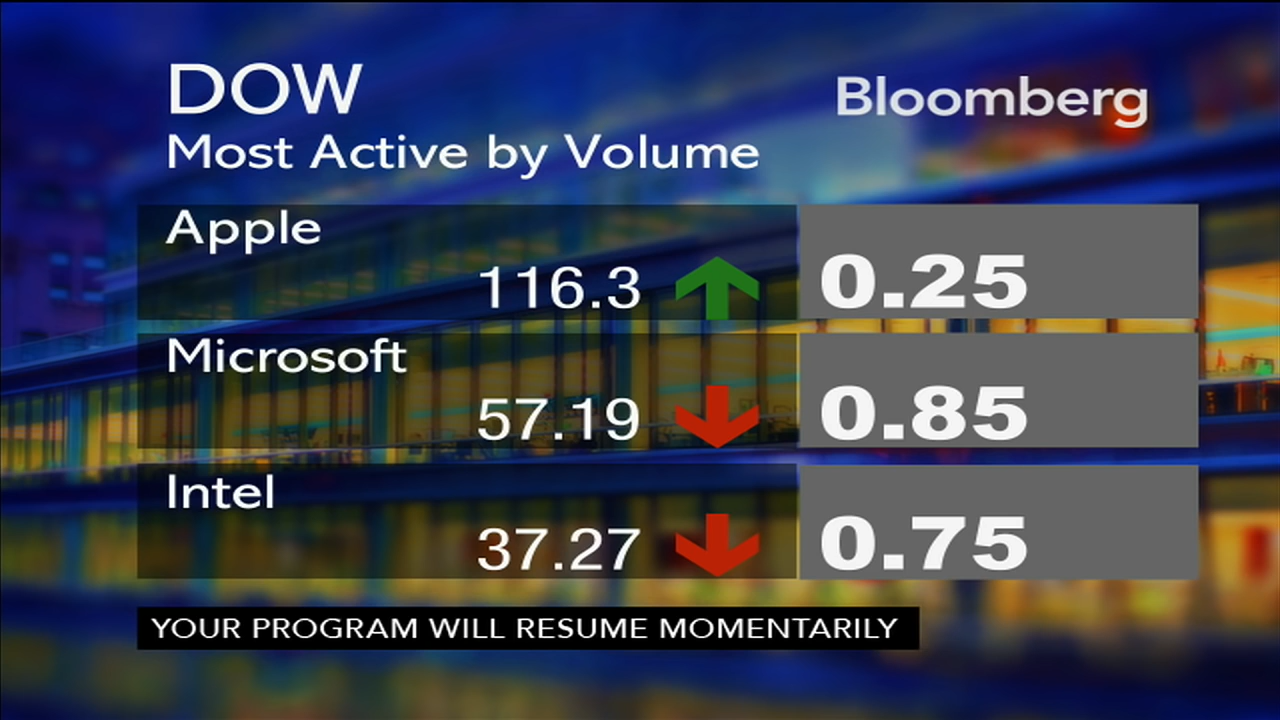 DOW
Bloomberg
Most Active by Volume
Apple
116.3 0.25
Microsoft
57.19 0.85
Intel
37.27 0.75
YOUR PROGRAM WILL RESUME MOMENTARILY